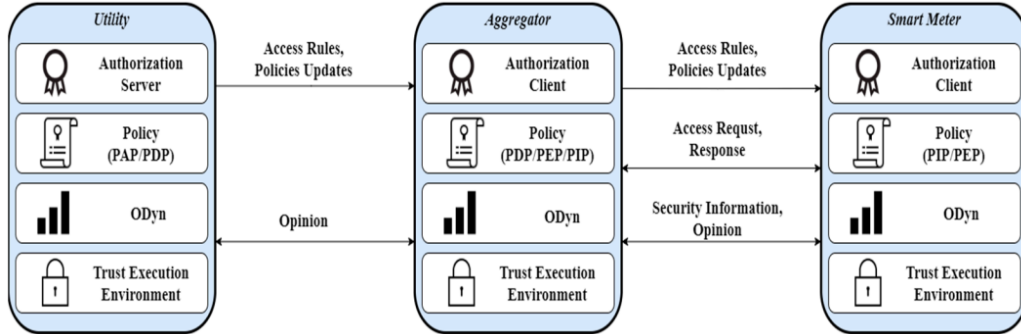 Utility
Authorization
Server
Policy
(PAP/PDP)
ODyn
Trust Execution
Environment
Access Rules,
Policies Updates
Opinion
Aggregator
Authorization
Client
Policy
(PDP/PEP/PIP)
ODyn
Trust Execution
Environment
Access Rules,
Policies Updates
Access Requst,
Response
Security Information,
Opinion
Smart Meter
Authorization
Client
Policy
(PIP/PEP)
ODyn
Trust Execution
Environment